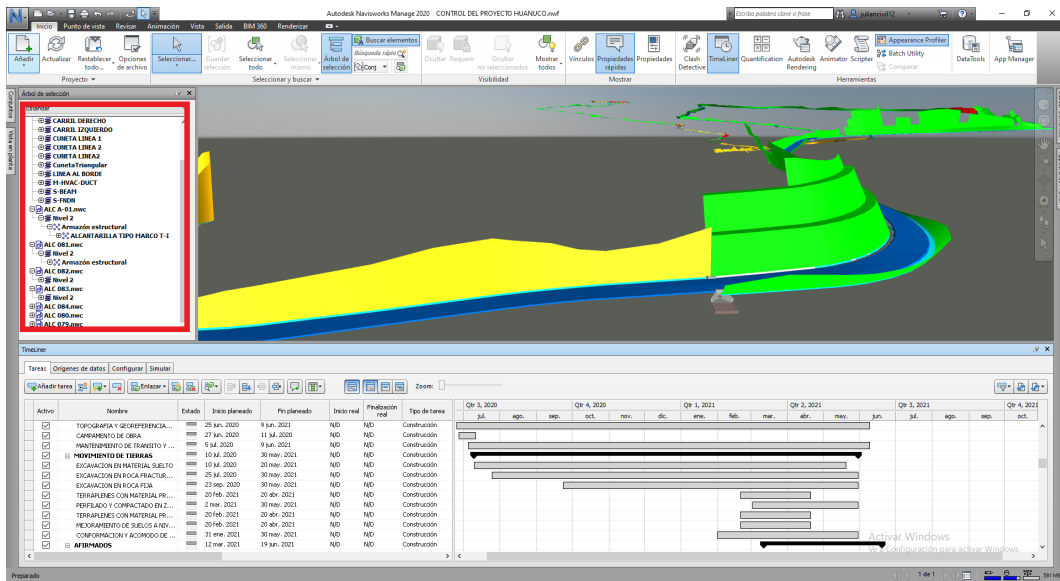 Autodesk Navisworks Manage 2020 CONTROL DEL PROYECTO HUANUCO.nwf
Escriba palabra clave o frase
juliancivil12
Inicio Punto de vista Revisar Animación Vista Salida BIM 360 Renderizar
Añadir Actualizar Restablecer todo... Opciones de archivo
Seleccionar... Guardar selección Seleccionar todo Seleccionar mismo Árbol de selección
Buscar elementos
Búsqueda rápida
Conj
Ocultar Requerir Ocultar no seleccionados Mostrar todos
Vínculos Propiedades rápidas Propiedades
Clash Detective TimeLiner Quantification Autodesk Rendering Animator Scripter
Appearance Profiler
Batch Utility
Comparar
DataTools App Manager
Proyecto Seleccionar y buscar Visibilidad Mostrar Herramientas
Conjuntos
Vista en planta
Árbol de selección
Estándar
CARRIL DERECHO
CARRIL IZQUIERDO
CUNETA LINEA 1
CUNETA LINEA 2
CUNETA LINEA2
CunetaTriangular
LINEA AL BORDE
M-HVAC-DUCT
S-BEAM
S-FNDN
ALC A-01.nwc
Nivel 2
Armazón estructural
ALCANTARILLA TIPO MARCO T-I
ALC 081.nwc
Nivel 2
Armazón estructural
ALC 082.nwc
Nivel 2
ALC 083.nwc
Nivel 2
ALC 084.nwc
ALC 080.nwc
ALC 079.nwc
TimeLiner
Tareas Orígenes de datos Configurar Simular
Añadir tarea Enlazar Zoom:
Activo Nombre Estado Inicio planeado Fin planeado Inicio real Finalización real Tipo de tarea
Qtr 3, 2020 Qtr 4, 2020 Qtr 1, 2021 Qtr 2, 2021 Qtr 3, 2021 Qtr 4, 2021
jul. ago. sep. oct. nov. dic. ene. feb. mar. abr. may. jun. jul. ago. sep. oct.
TOPOGRAFIA Y GEOREFERENCIA... 25 jun. 2020 9 jun. 2021 N/D N/D Construcción
CAMPAMENTO DE OBRA 27 jun. 2020 11 jul. 2020 N/D N/D Construcción
MANTENIMIENTO DE TRANSITO Y ... 5 jul. 2020 9 jun. 2021 N/D N/D Construcción
MOVIMIENTO DE TIERRAS 10 jul. 2020 30 may. 2021 N/D N/D Construcción
EXCAVACION EN MATERIAL SUELTO 10 jul. 2020 20 may. 2021 N/D N/D Construcción
EXCAVACION EN ROCA FRACTUR... 25 jul. 2020 30 may. 2021 N/D N/D Construcción
EXCAVACION EN ROCA FIJA 23 sep. 2020 30 may. 2021 N/D N/D Construcción
TERRAPLENES CON MATERIAL PR... 20 feb. 2021 20 abr. 2021 N/D N/D Construcción
PERFILADO Y COMPACTADO EN Z... 2 mar. 2021 30 may. 2021 N/D N/D Construcción
TERRAPLENES CON MATERIAL PR... 20 feb. 2021 20 abr. 2021 N/D N/D Construcción
MEJORAMIENTO DE SUELOS A NIV... 20 feb. 2021 20 abr. 2021 N/D N/D Construcción
CONFORMACION Y ACOMODO DE ... 31 ene. 2021 30 may. 2021 N/D N/D Construcción
AFIRMADOS 12 mar. 2021 19 jun. 2021 N/D N/D Construcción
Activar Windows
Ve a Configuración para activar Windows.
Preparado
1 de 1